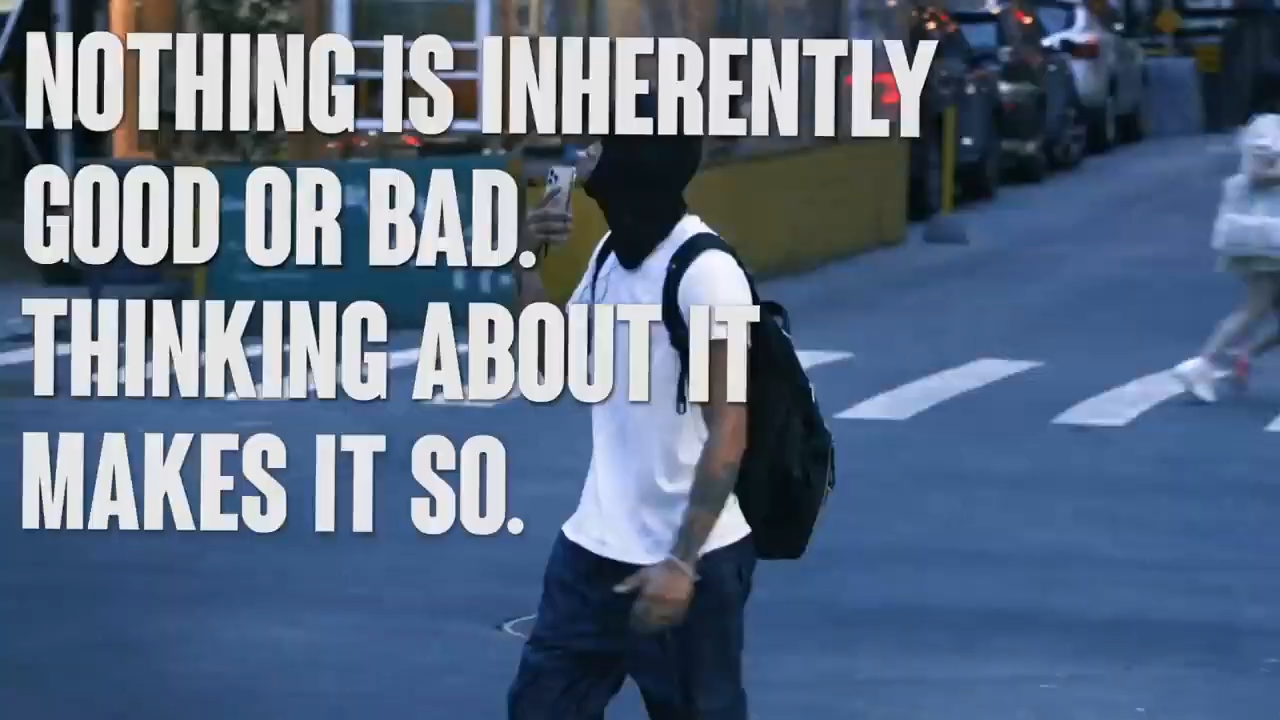 NOTHING IS INHERENTLY
GOOD OR BAD.
THINKING ABOUT IT
MAKES IT SO.